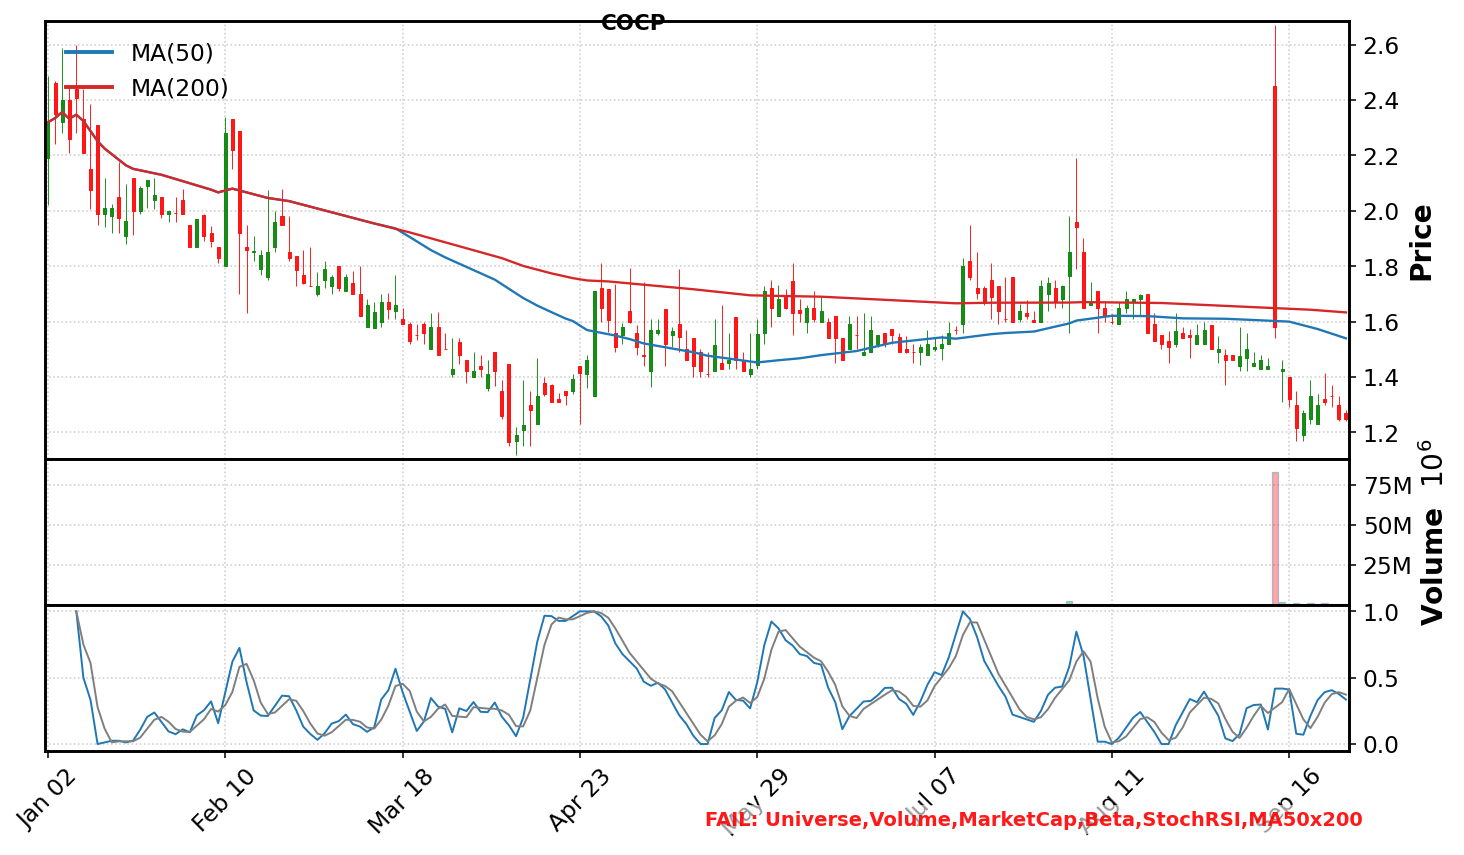 COCP
MA(50)
MA(200)
2.6
2.4
2.2
2.0
1.8
1.6
1.4
1.2
Price
75M
50M
25M
Volume 10⁶
1.0
0.5
0.0
Jan 02
Feb 10
Mar 18
Apr 23
May 29
Jul 07
Aug 11
Sep 16
FAIL: Universe,Volume,MarketCap,Beta,StochRSI,MA50x200